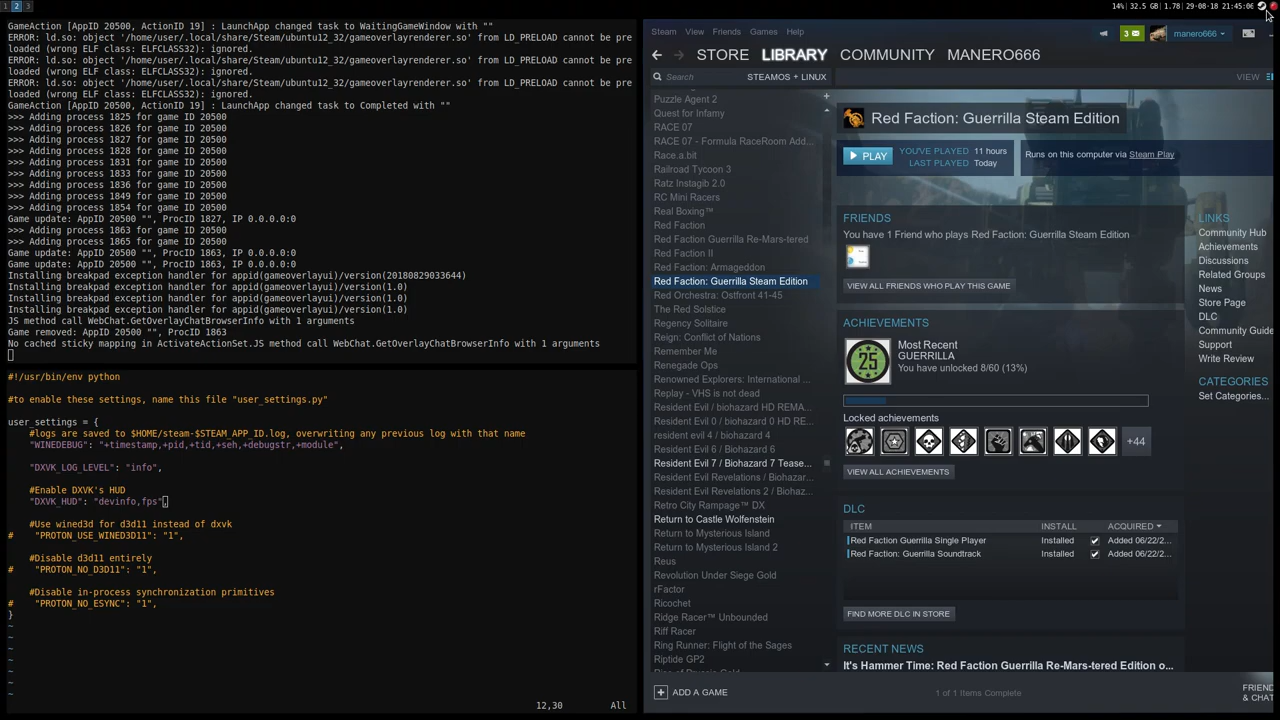 1 2 3
14%| 32.5 GB| 1.78 |29-08-18 21:45:06
GameAction [AppID 20500, ActionID 19] : LaunchApp changed task to WaitingGameWindow with ""
ERROR: ld.so: object '/home/user/.local/share/Steam/ubuntu12_32/gameoverlayrenderer.so' from LD_PRELOAD cannot be pre
loaded (wrong ELF class: ELFCLASS32): ignored.
ERROR: ld.so: object '/home/user/.local/share/Steam/ubuntu12_32/gameoverlayrenderer.so' from LD_PRELOAD cannot be pre
loaded (wrong ELF class: ELFCLASS32): ignored.
ERROR: ld.so: object '/home/user/.local/share/Steam/ubuntu12_32/gameoverlayrenderer.so' from LD_PRELOAD cannot be pre
loaded (wrong ELF class: ELFCLASS32): ignored.
GameAction [AppID 20500, ActionID 19] : LaunchApp changed task to Completed with ""
>>> Adding process 1825 for game ID 20500
>>> Adding process 1826 for game ID 20500
>>> Adding process 1827 for game ID 20500
>>> Adding process 1828 for game ID 20500
>>> Adding process 1831 for game ID 20500
>>> Adding process 1833 for game ID 20500
>>> Adding process 1836 for game ID 20500
>>> Adding process 1849 for game ID 20500
>>> Adding process 1854 for game ID 20500
Game update: AppID 20500 "", ProcID 1827, IP 0.0.0.0:0
>>> Adding process 1863 for game ID 20500
>>> Adding process 1865 for game ID 20500
Game update: AppID 20500 "", ProcID 1863, IP 0.0.0.0:0
Game update: AppID 20500 "", ProcID 1863, IP 0.0.0.0:0
Installing breakpad exception handler for appid(gameoverlayui)/version(20180829033644)
Installing breakpad exception handler for appid(gameoverlayui)/version(1.0)
Installing breakpad exception handler for appid(gameoverlayui)/version(1.0)
Installing breakpad exception handler for appid(gameoverlayui)/version(1.0)
JS method call WebChat.GetOverlayChatBrowserInfo with 1 arguments
Game removed: AppID 20500 "", ProcID 1863
No cached sticky mapping in ActivateActionSet.JS method call WebChat.GetOverlayChatBrowserInfo with 1 arguments
#!/usr/bin/env python
#to enable these settings, name this file "user_settings.py"
user_settings = {
#logs are saved to $HOME/steam-$STEAM_APP_ID.log, overwriting any previous log with that name
"WINEDEBUG": "+timestamp,+pid,+tid,+seh,+debugstr,+module",
"DXVK_LOG_LEVEL": "info",
#Enable DXVK's HUD
"DXVK_HUD": "devinfo,fps",
#Use wined3d for d3d11 instead of dxvk
# "PROTON_USE_WINED3D11": "1",
#Disable d3d11 entirely
# "PROTON_NO_D3D11": "1",
#Disable in-process synchronization primitives
# "PROTON_NO_ESYNC": "1",
}
~
~
~
~
~
~
~
12,30 All
Steam View Friends Games Help
3 manero666
STORE LIBRARY COMMUNITY MANERO666
Search STEAMOS + LINUX
VIEW
Puzzle Agent 2
Quest for Infamy
RACE 07
RACE 07 - Formula RaceRoom Add...
Race.a.bit
Railroad Tycoon 3
Ratz Instagib 2.0
RC Mini Racers
Real Boxing™
Red Faction
Red Faction Guerrilla Re-Mars-tered
Red Faction II
Red Faction: Armageddon
Red Faction: Guerrilla Steam Edition
Red Orchestra: Ostfront 41-45
The Red Solstice
Regency Solitaire
Reign: Conflict of Nations
Remember Me
Renegade Ops
Renowned Explorers: International ...
Replay - VHS is not dead
Resident Evil / biohazard HD REMA...
Resident Evil 0 / biohazard 0 HD RE...
resident evil 4 / biohazard 4
Resident Evil 6 / Biohazard 6
Resident Evil 7 / Biohazard 7 Tease...
Resident Evil Revelations / Biohazar...
Resident Evil Revelations 2 / Biohaz...
Retro City Rampage™ DX
Return to Castle Wolfenstein
Return to Mysterious Island
Return to Mysterious Island 2
Reus
Revolution Under Siege Gold
rFactor
Ricochet
Ridge Racer™ Unbounded
Riff Racer
Ring Runner: Flight of the Sages
Riptide GP2
+ ADD A GAME
Red Faction: Guerrilla Steam Edition
PLAY
YOU'VE PLAYED 11 hours
LAST PLAYED Today
Runs on this computer via Steam Play
FRIENDS
You have 1 Friend who plays Red Faction: Guerrilla Steam Edition
VIEW ALL FRIENDS WHO PLAY THIS GAME
ACHIEVEMENTS
25
Most Recent
GUERRILLA
You have unlocked 8/60 (13%)
Locked achievements
+44
VIEW ALL ACHIEVEMENTS
DLC
ITEM INSTALL ACQUIRED
Red Faction Guerrilla Single Player Installed Added 06/22/2...
Red Faction: Guerrilla Soundtrack Installed Added 06/22/2...
FIND MORE DLC IN STORE
RECENT NEWS
It's Hammer Time: Red Faction Guerrilla Re-Mars-tered Edition o...
1 of 1 Items Complete
LINKS
Community Hub
Achievements
Discussions
Related Groups
News
Store Page
DLC
Community Guide
Support
Write Review
CATEGORIES
Set Categories...
FRIEND
& CHAT